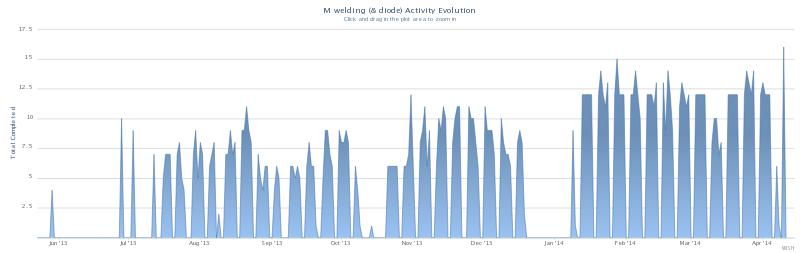 M welding (& diode) Activity Evolution
Click and drag in the plot area to zoom in
17.5
15
12.5
10
7.5
5
2.5
Total Completed
Jun '13
Jul '13
Aug '13
Sep '13
Oct '13
Nov '13
Dec '13
Jan '14
Feb '14
Mar '14
Apr '14